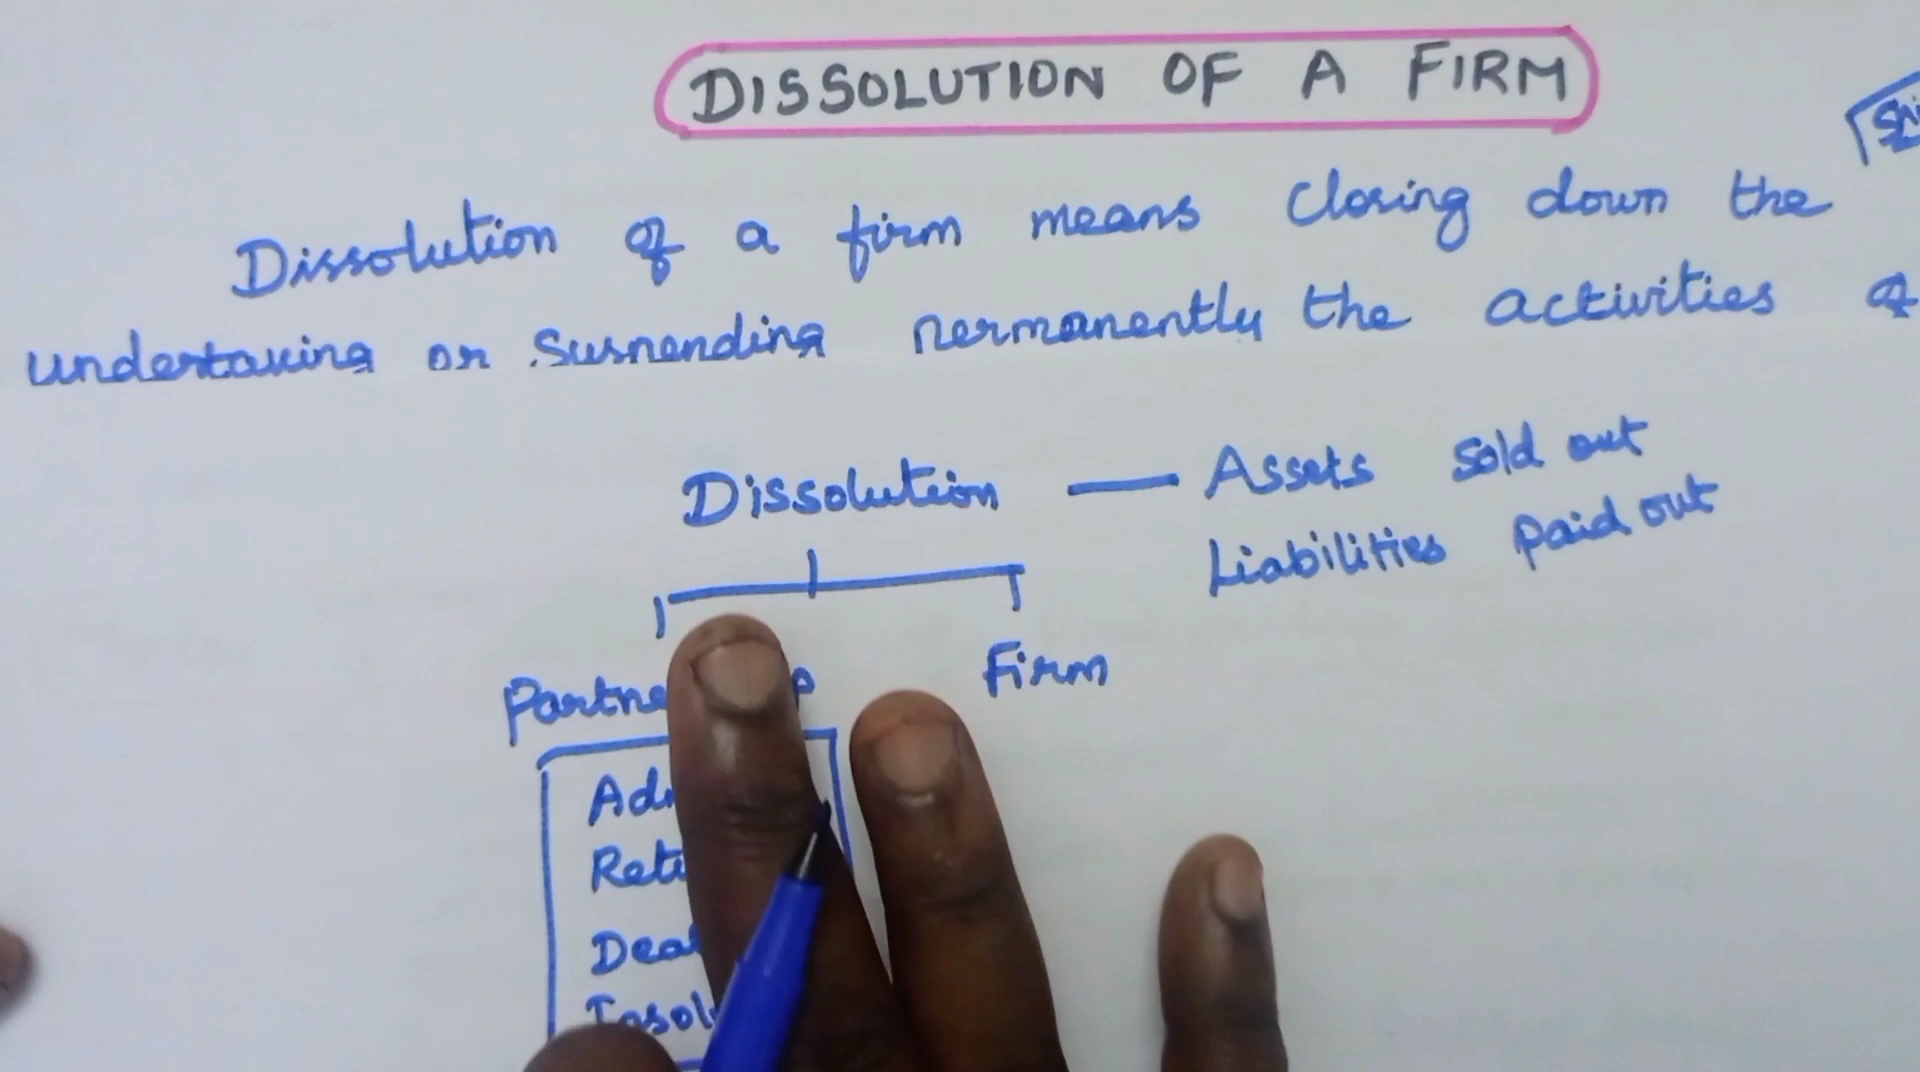 DISSOLUTION OF A FIRM
Dissolution of a firm means Closing down the
undertaking or Suspending permanently the activities of
Dissolution — Assets sold out
Liabilities paid out
Firm